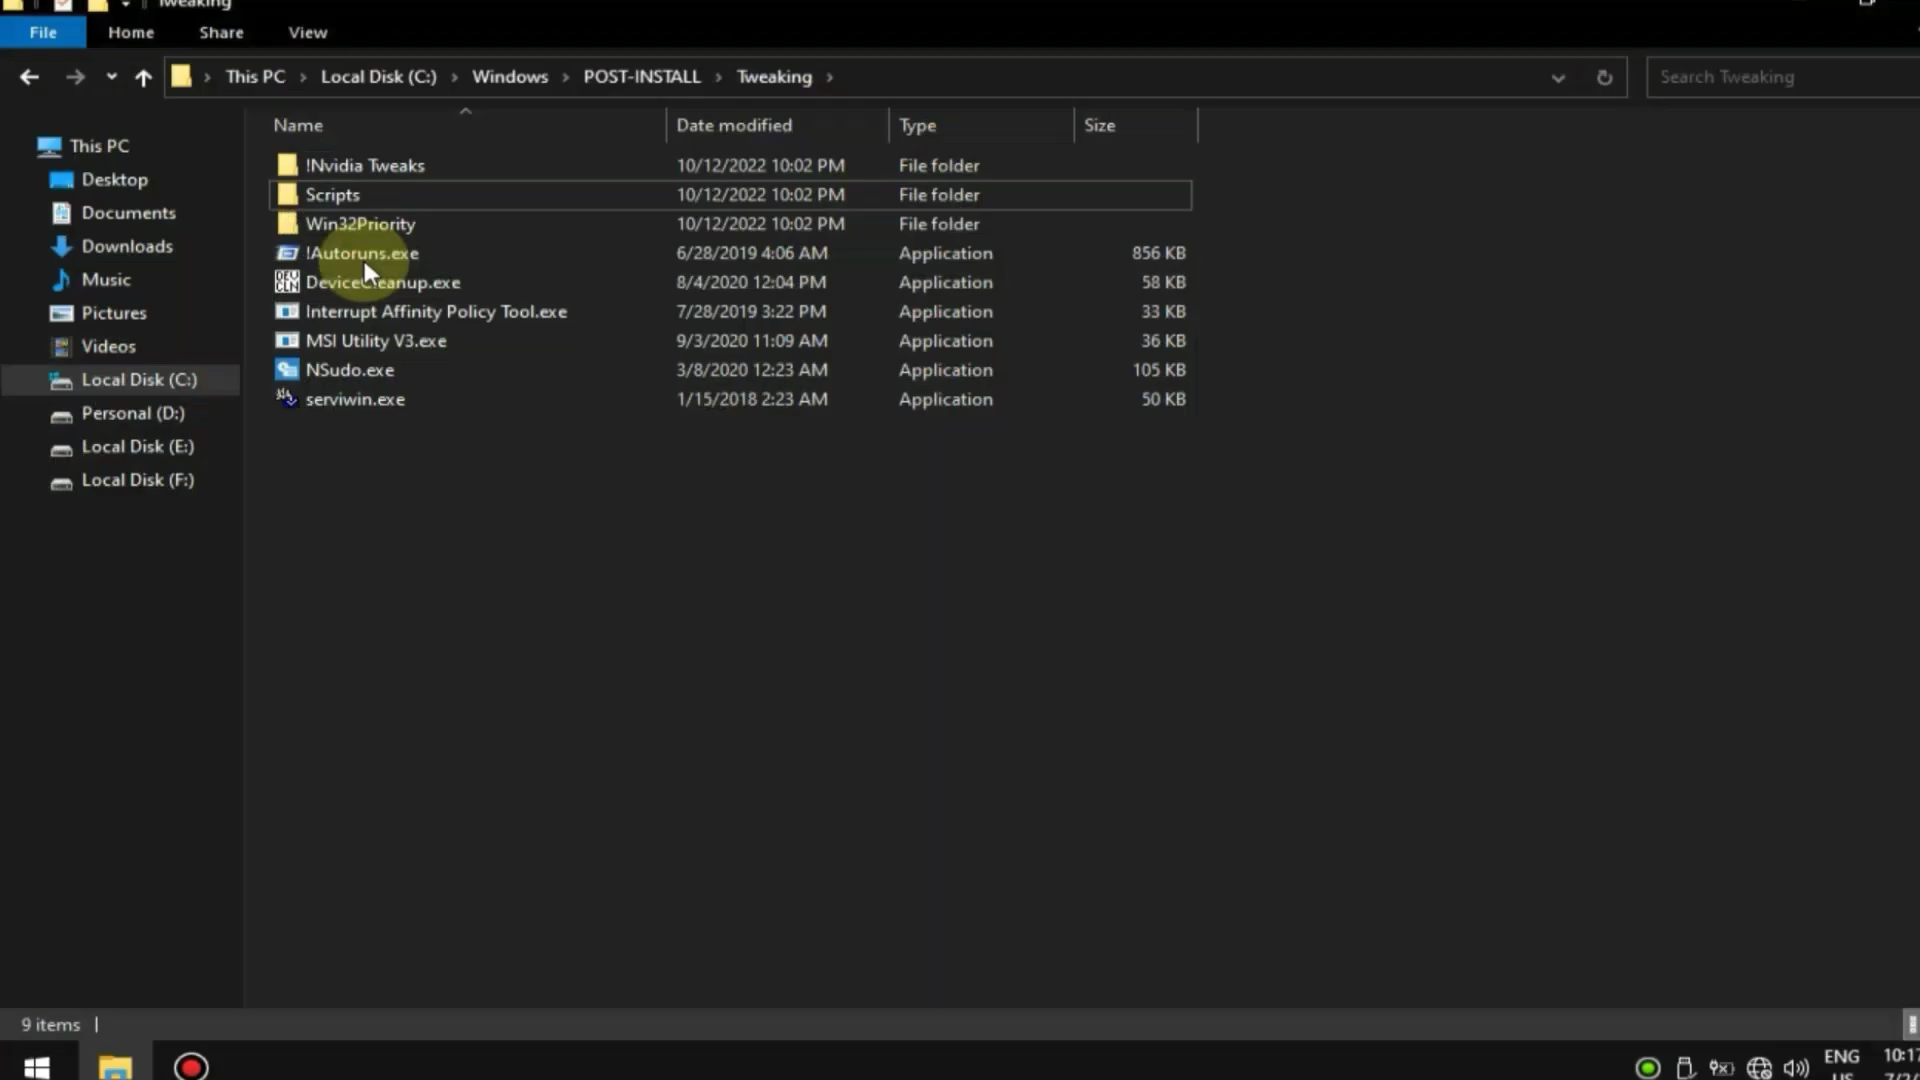 Tweaking
File Home Share View
This PC > Local Disk (C:) > Windows > POST-INSTALL > Tweaking >
Search Tweaking
Name Date modified Type Size
!Nvidia Tweaks 10/12/2022 10:02 PM File folder
Scripts 10/12/2022 10:02 PM File folder
Win32Priority 10/12/2022 10:02 PM File folder
!Autoruns.exe 6/28/2019 4:06 AM Application 856 KB
DeviceCleanup.exe 8/4/2020 12:04 PM Application 58 KB
Interrupt Affinity Policy Tool.exe 7/28/2019 3:22 PM Application 33 KB
MSI Utility V3.exe 9/3/2020 11:09 AM Application 36 KB
NSudo.exe 3/8/2020 12:23 AM Application 105 KB
serviwin.exe 1/15/2018 2:23 AM Application 50 KB
This PC
Desktop
Documents
Downloads
Music
Pictures
Videos
Local Disk (C:)
Personal (D:)
Local Disk (E:)
Local Disk (F:)
9 items
ENG
US
10:17